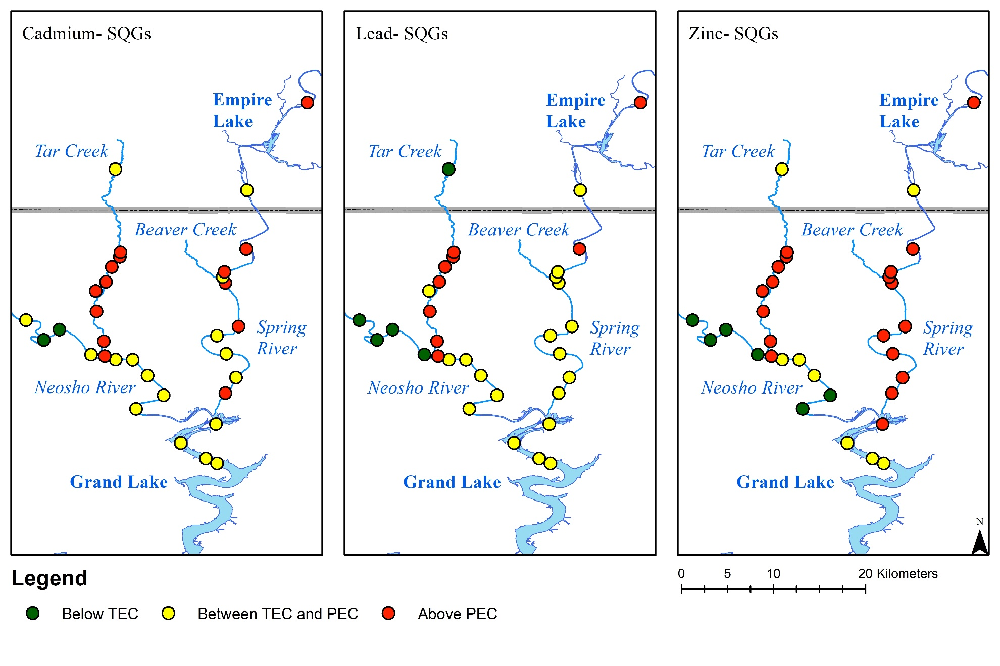 Cadmium- SQGs
Empire
Lake
Tar Creek
Beaver Creek
Spring
River
Neosho River
Grand Lake
Lead- SQGs
Empire
Lake
Tar Creek
Beaver Creek
Spring
River
Neosho River
Grand Lake
Zinc- SQGs
Empire
Lake
Tar Creek
Beaver Creek
Spring
River
Neosho River
Grand Lake
N
Legend
Below TEC
Between TEC and PEC
Above PEC
0 5 10 20 Kilometers